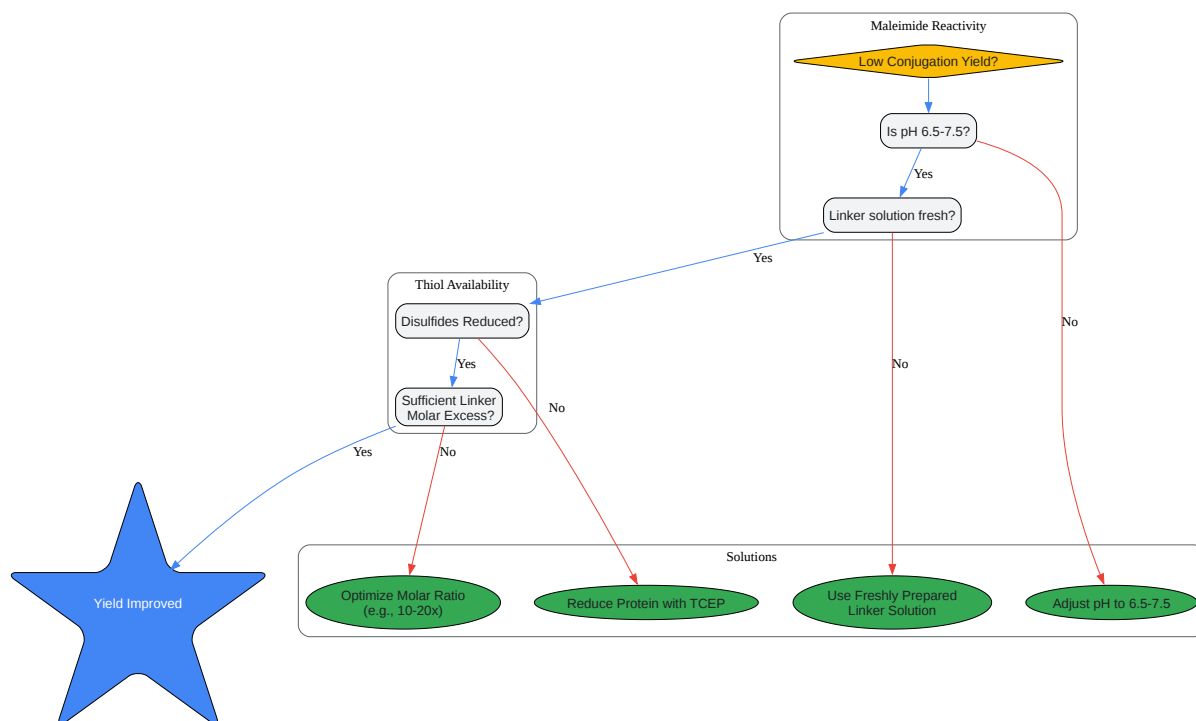 Maleimide Reactivity
Low Conjugation Yield?
Is pH 6.5-7.5?
Yes
Linker solution fresh?
Yes
Thiol Availability
Disulfides Reduced?
No
No
Yes
Sufficient Linker
Molar Excess?
No
Yes
No
Solutions
Yield Improved
Optimize Molar Ratio
(e.g., 10-20x)
Reduce Protein with TCEP
Use Freshly Prepared
Linker Solution
Adjust pH to 6.5-7.5